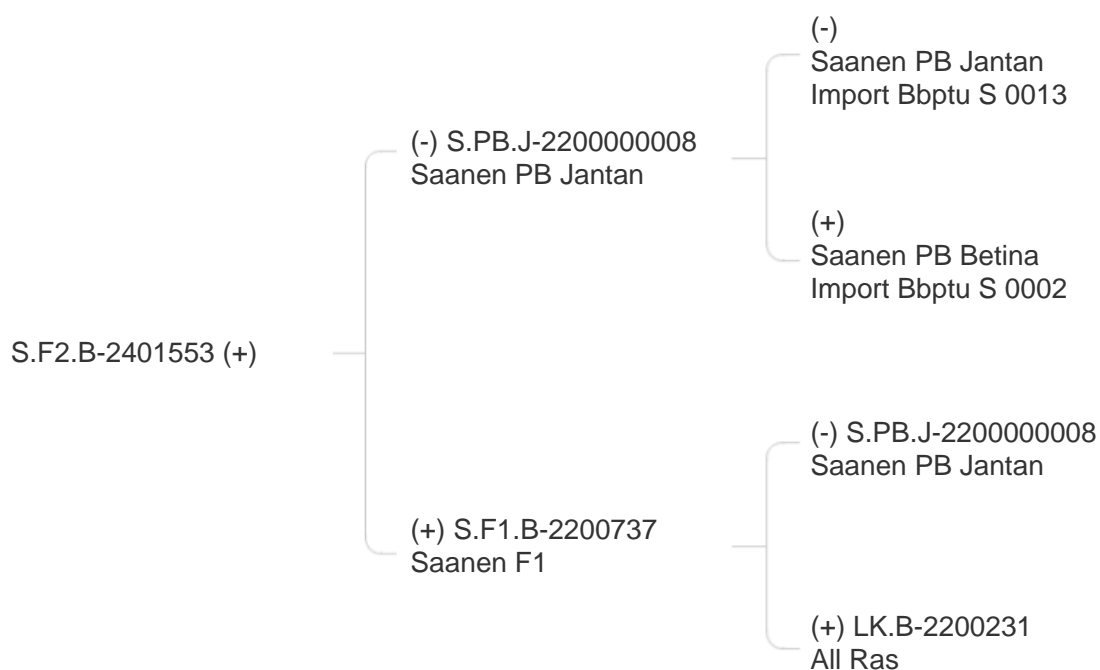 (-)
Saanen PB Jantan
Import Bbptu S 0013
(-) S.PB.J-2200000008
Saanen PB Jantan
(+)
Saanen PB Betina
Import Bbptu S 0002
S.F2.B-2401553 (+)
(-) S.PB.J-2200000008
Saanen PB Jantan
(+) S.F1.B-2200737
Saanen F1
(+) LK.B-2200231
All Ras